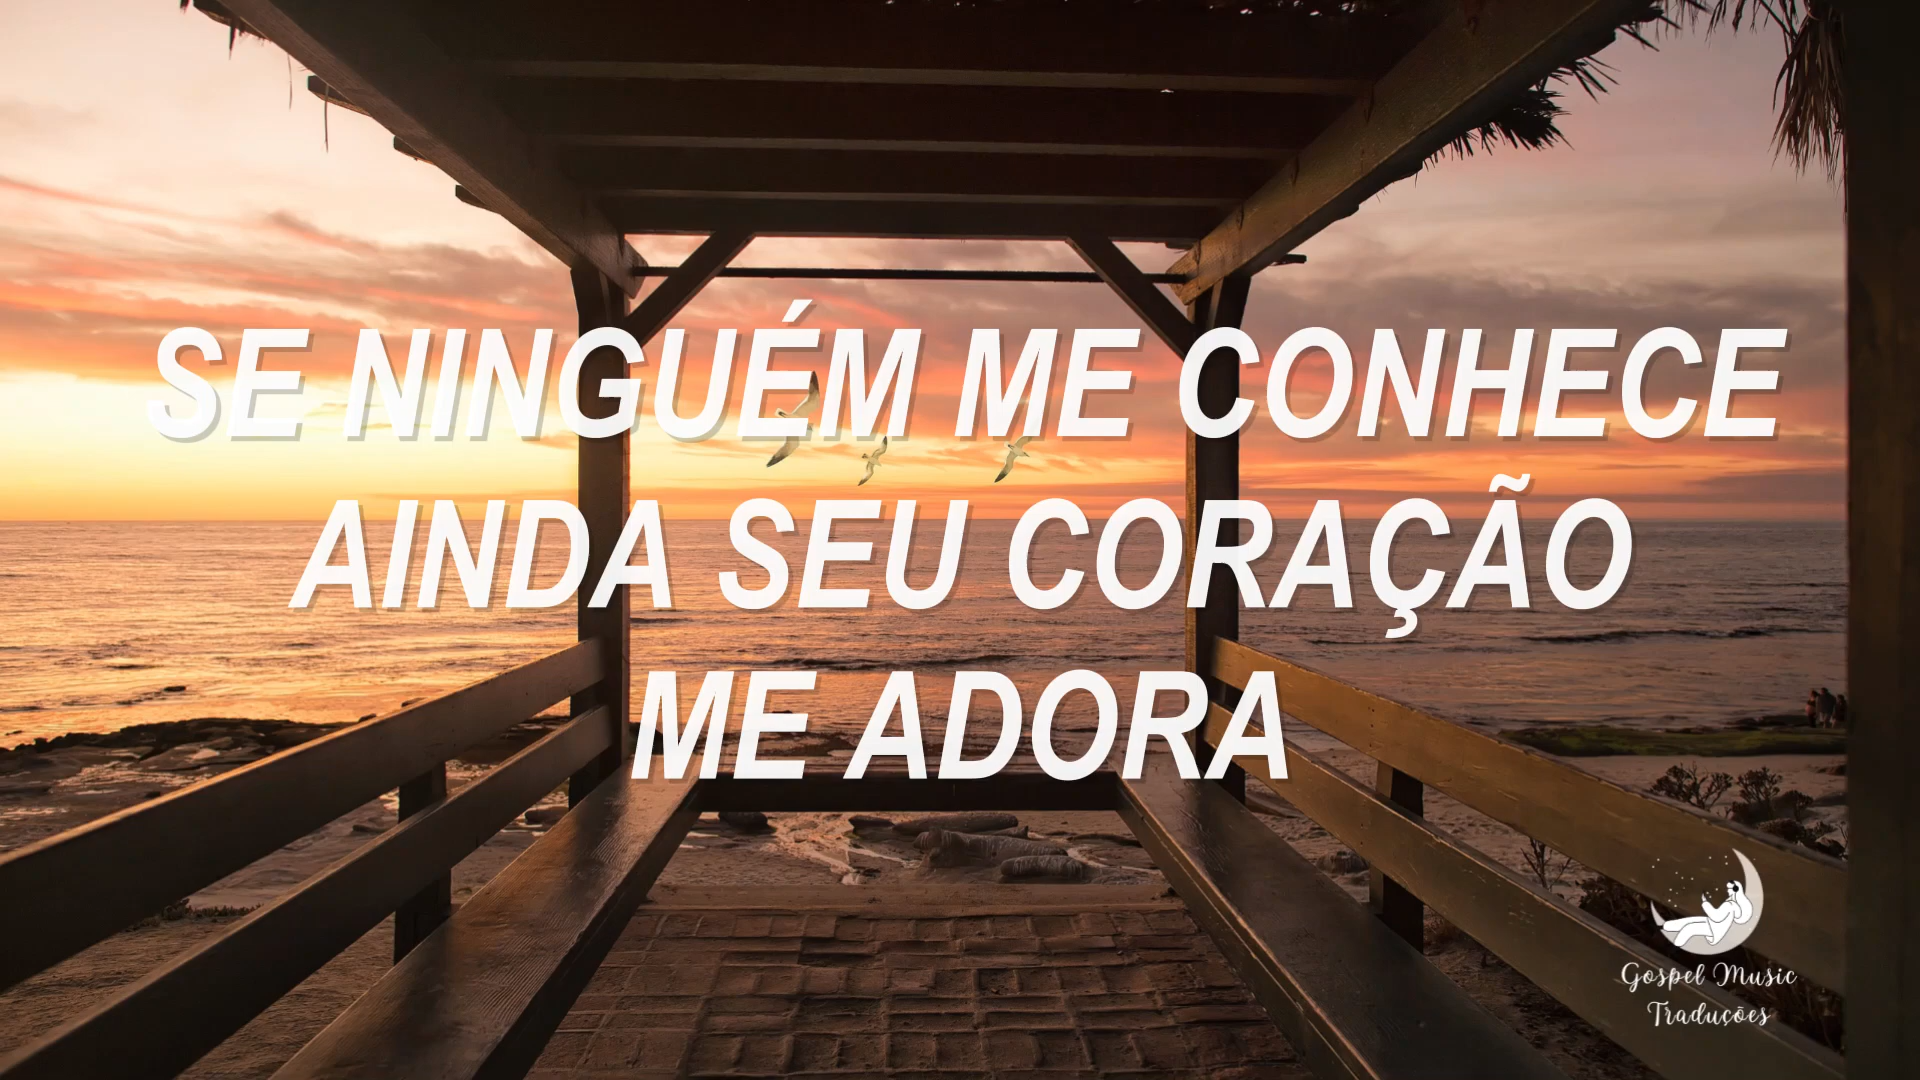 SE NINGUÉM ME CONHECE
AINDA SEU CORAÇÃO
ME ADORA
Gospel Music
Traduções